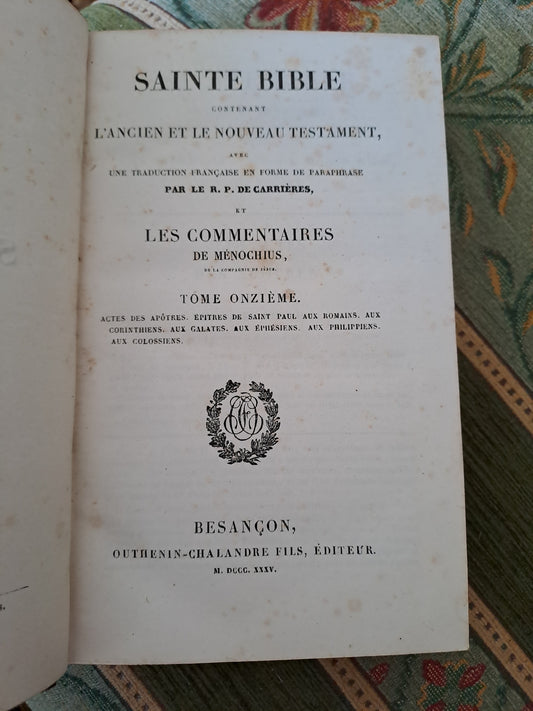 SAINTE BIBLE
CONTENANT
L'ANCIEN ET LE NOUVEAU TESTAMENT,
AVEC
UNE TRADUCTION FRANÇAISE EN FORME DE PARAPHRASE
PAR LE R. P. DE CARRIÈRES,
ET
LES COMMENTAIRES
DE MÉNOCHIUS,
DE LA COMPAGNIE DE JÉSUS.
TOME ONZIÈME.
ACTES DES APÔTRES. ÉPITRES DE SAINT PAUL AUX ROMAINS. AUX
CORINTHIENS. AUX GALATES. AUX ÉPHÉSIENS. AUX PHILIPPIENS.
AUX COLOSSIENS.
BESANÇON,
OUTHENIN-CHALANDRE FILS, ÉDITEUR.
M. DCCC. XXXV.